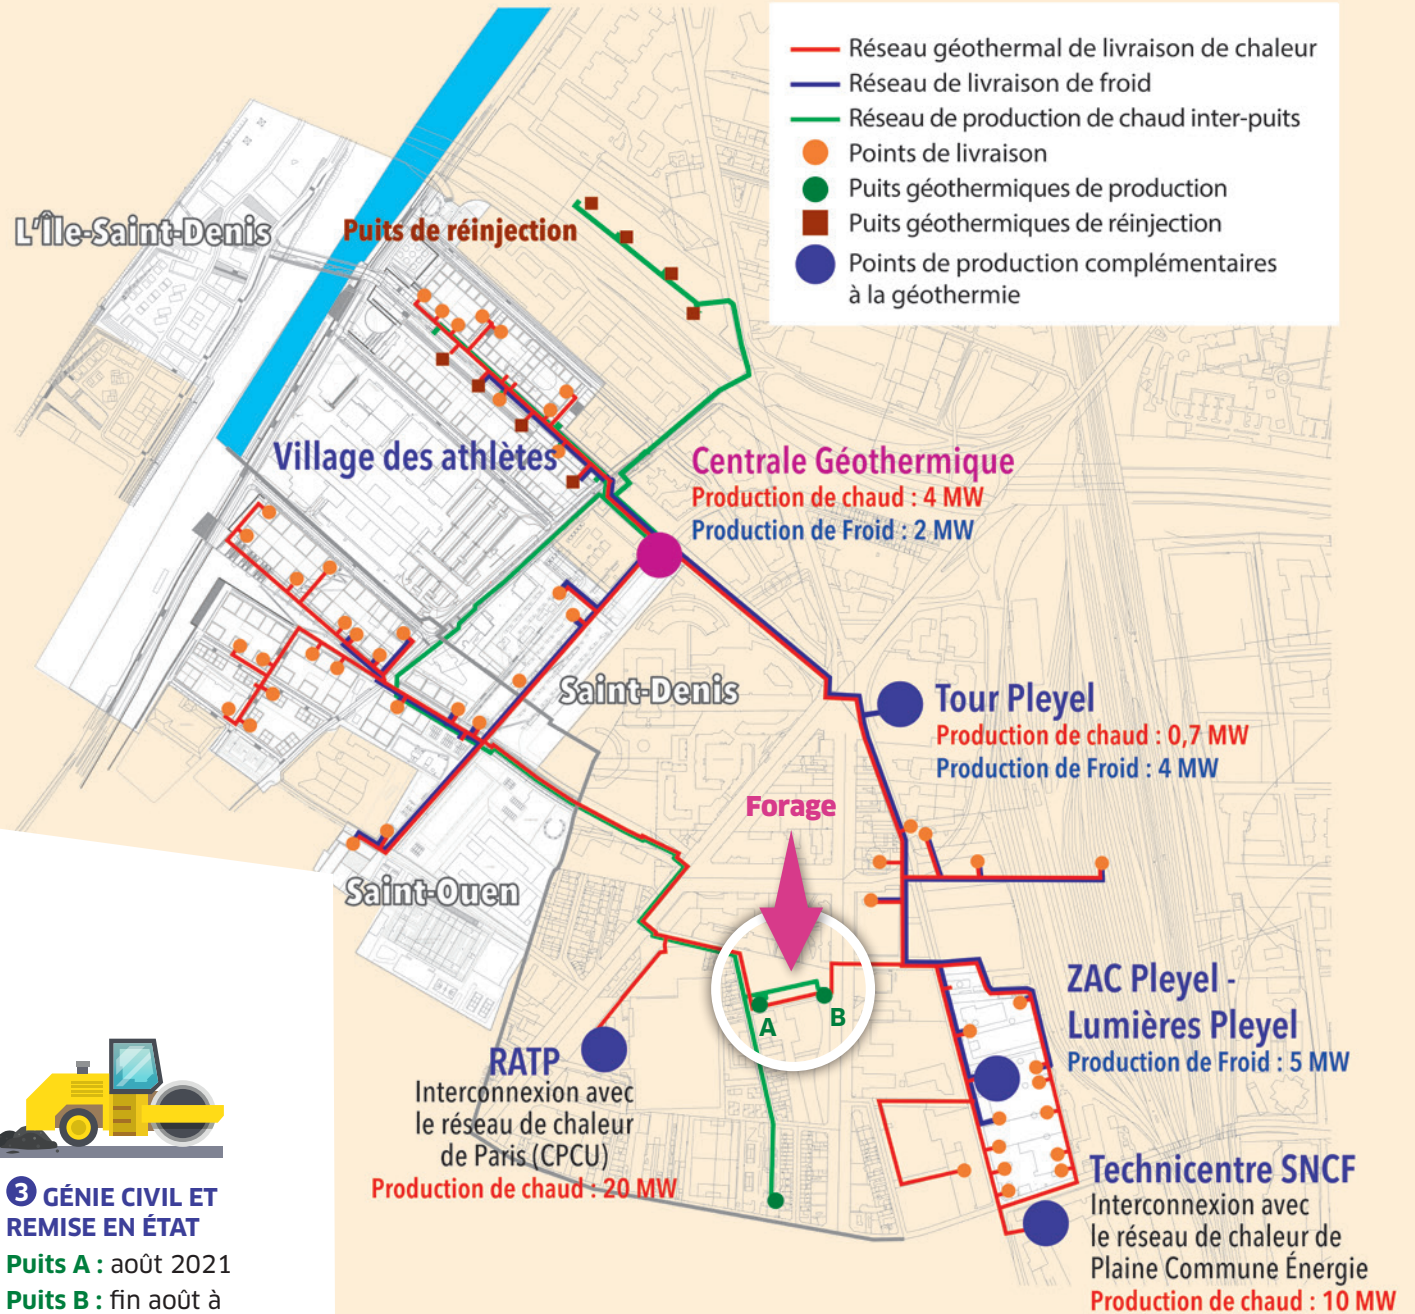 Réseau géothermal de livraison de chaleur
Réseau de livraison de froid
Réseau de production de chaud inter-puits
Points de livraison
Puits géothermiques de production
Puits géothermiques de réinjection
Points de production complémentaires
à la géothermie
L'Île-Saint-Denis
Puits de réinjection
Village des athlètes
Centrale Géothermique
Production de chaud : 4 MW
Production de Froid : 2 MW
Saint-Denis
Tour Pleyel
Production de chaud : 0,7 MW
Production de Froid : 4 MW
Forage
Saint-Ouen
A
B
ZAC Pleyel -
Lumières Pleyel
Production de Froid : 5 MW
RATP
Interconnexion avec
le réseau de chaleur
de Paris (CPCU)
Production de chaud : 20 MW
Technicentre SNCF
Interconnexion avec
le réseau de chaleur de
Plaine Commune Énergie
Production de chaud : 10 MW
3 GÉNIE CIVIL ET
REMISE EN ÉTAT
Puits A : août 2021
Puits B : fin août à